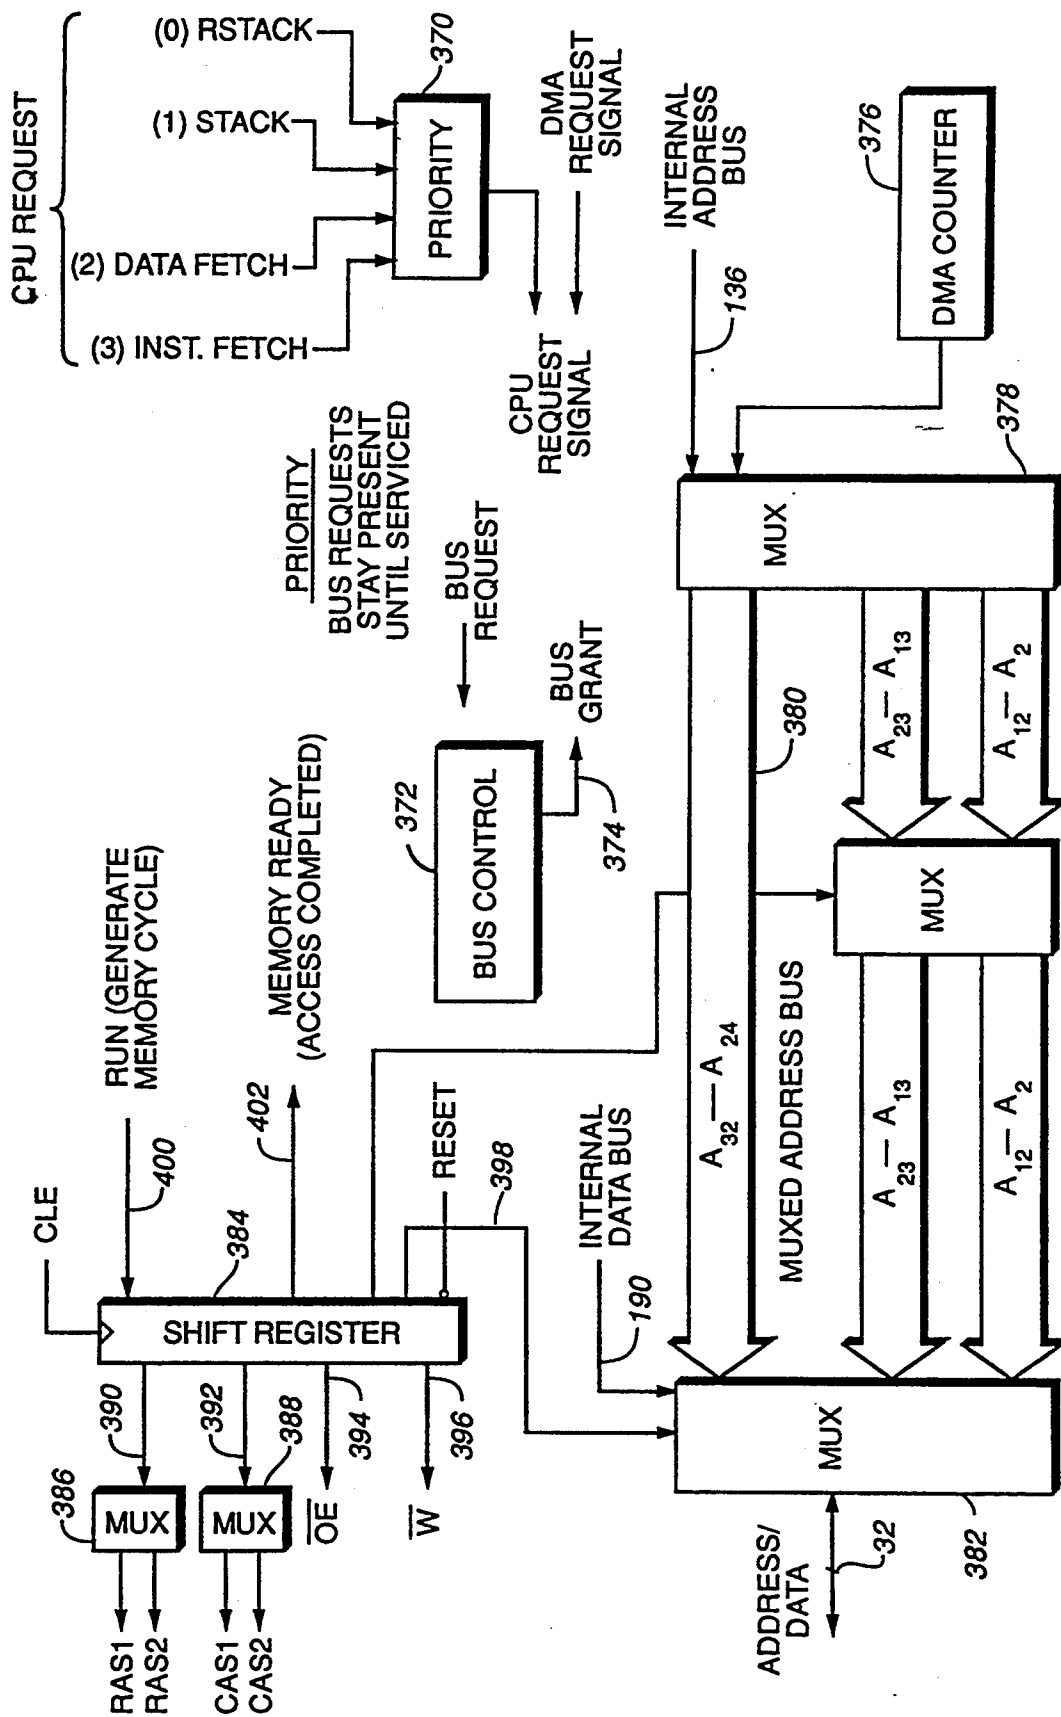 CPU REQUEST
(0) RSTACK
(1) STACK
(2) DATA FETCH
(3) INST. FETCH
PRIORITY
370
CPU
REQUEST
SIGNAL
DMA
REQUEST
SIGNAL
PRIORITY
BUS REQUESTS
STAY PRESENT
UNTIL SERVICED
BUS
REQUEST
BUS CONTROL
372
BUS
GRANT
374
CLE
RUN (GENERATE
MEMORY CYCLE)
400
SHIFT REGISTER
384
MEMORY READY
(ACCESS COMPLETED)
402
RESET
398
390
392
394
396
386
MUX
388
MUX
RAS1
RAS2
CAS1
CAS2
OE
W
INTERNAL
DATA BUS
190
INTERNAL
ADDRESS
BUS
136
DMA COUNTER
376
MUX
378
A32—A24
380
MUXED ADDRESS BUS
A23—A13
A12—A2
MUX
A23—A13
A12—A2
MUX
382
ADDRESS/
DATA
32